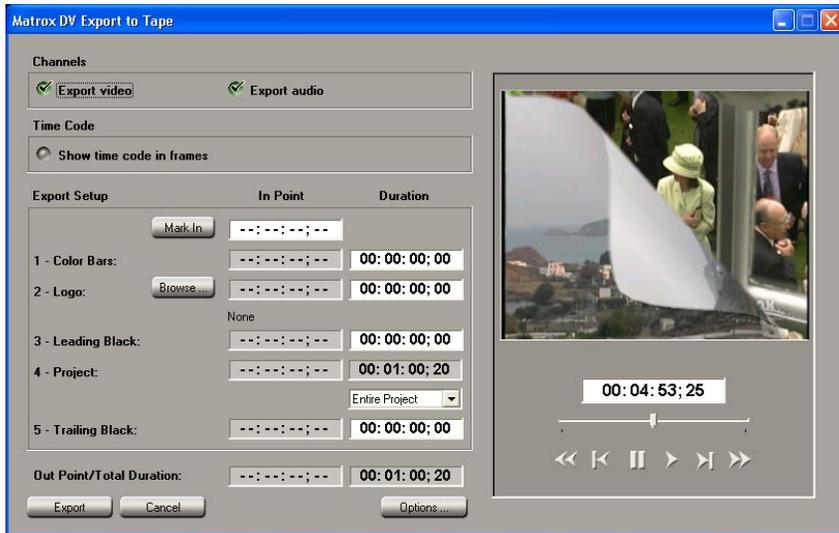 Matrox DV Export to Tape
Channels
Export video Export audio
Time Code
Show time code in frames
Export Setup In Point Duration
Mark In --:--:--;--
1 - Color Bars: --:--:--;-- 00:00:00;00
2 - Logo: Browse ... --:--:--;-- 00:00:00;00
None
3 - Leading Black: --:--:--;-- 00:00:00;00
4 - Project: --:--:--;-- 00:01:00;20
Entire Project
5 - Trailing Black: --:--:--;-- 00:00:00;00
Out Point/Total Duration: --:--:--;-- 00:01:00;20
Export Cancel Options ...
00:04:53;25